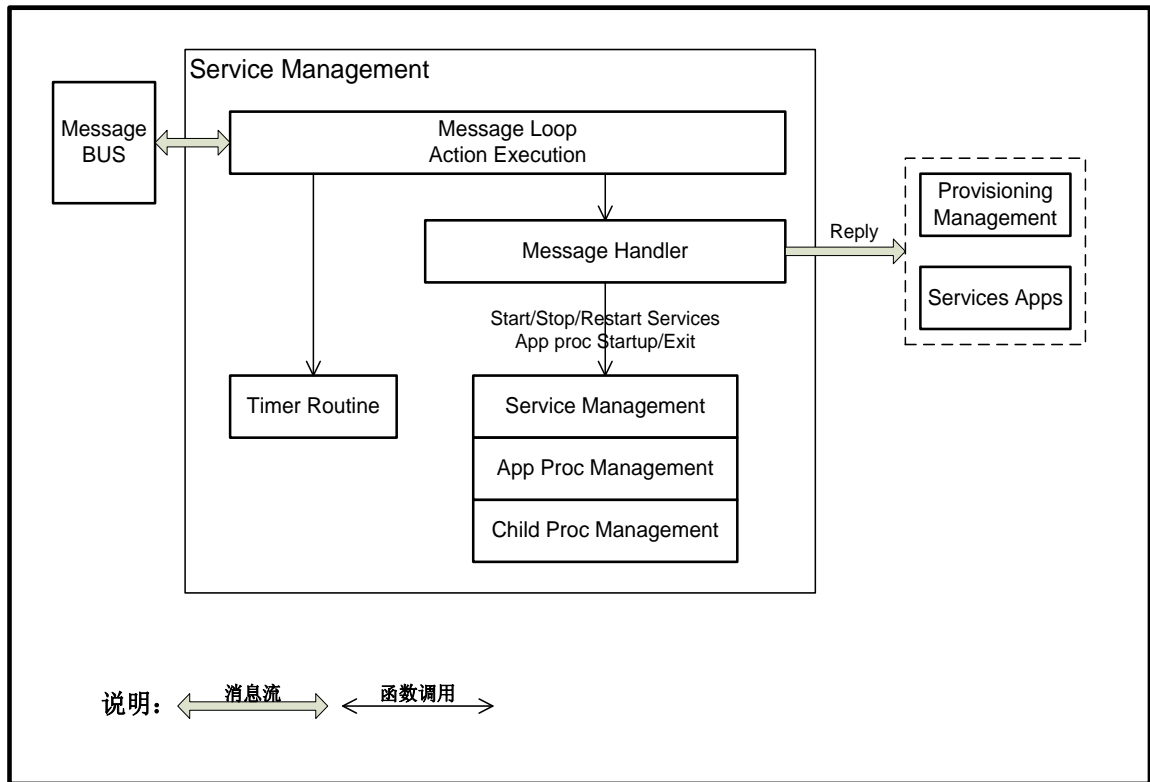 Service Management
Message
BUS
Message Loop
Action Execution
Provisioning
Management
Reply
Message Handler
Services Apps
Start/Stop/Restart Services
App proc Startup/Exit
Timer Routine
Service Management
App Proc Management
Child Proc Management
说明：
消息流
函数调用